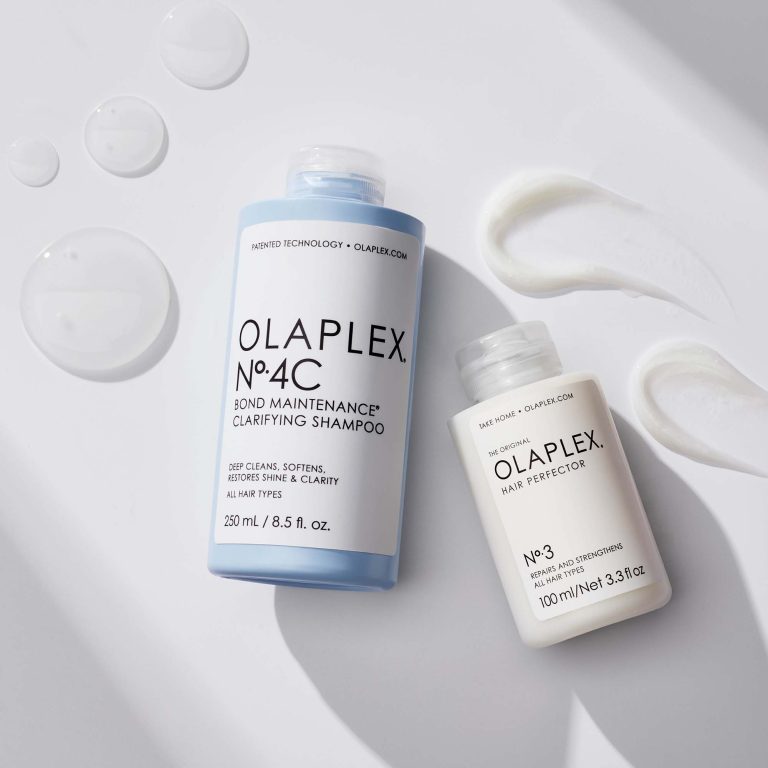 PATENTED TECHNOLOGY • OLAPLEX.COM
OLAPLEX.
Nº.4C
BOND MAINTENANCE®
CLARIFYING SHAMPOO
DEEP CLEANS, SOFTENS,
RESTORES SHINE & CLARITY
ALL HAIR TYPES
250 mL / 8.5 fl. oz.
TAKE HOME • OLAPLEX.COM
THE ORIGINAL
OLAPLEX.
HAIR PERFECTOR
Nº.3
REPAIRS AND STRENGTHENS
ALL HAIR TYPES
100 ml/Net 3.3 fl oz